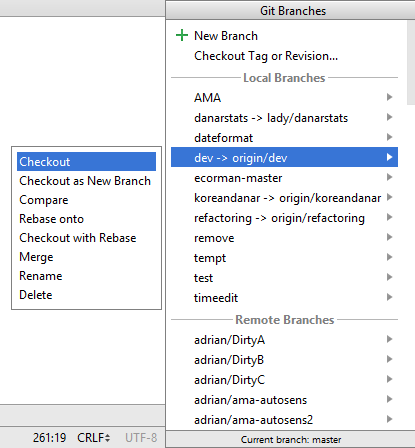 Git Branches
New Branch
Checkout Tag or Revision...
Local Branches
AMA
danarstats -> lady/danarstats
dateformat
dev -> origin/dev
ecorman-master
koreandanar -> origin/koreandanar
refactoring -> origin/refactoring
remove
tempt
test
timeedit
Remote Branches
adrian/DirtyA
adrian/DirtyB
adrian/DirtyC
adrian/ama-autosens
adrian/ama-autosens2
Current branch: master
Checkout
Checkout as New Branch
Compare
Rebase onto
Checkout with Rebase
Merge
Rename
Delete
261:19 CRLF UTF-8